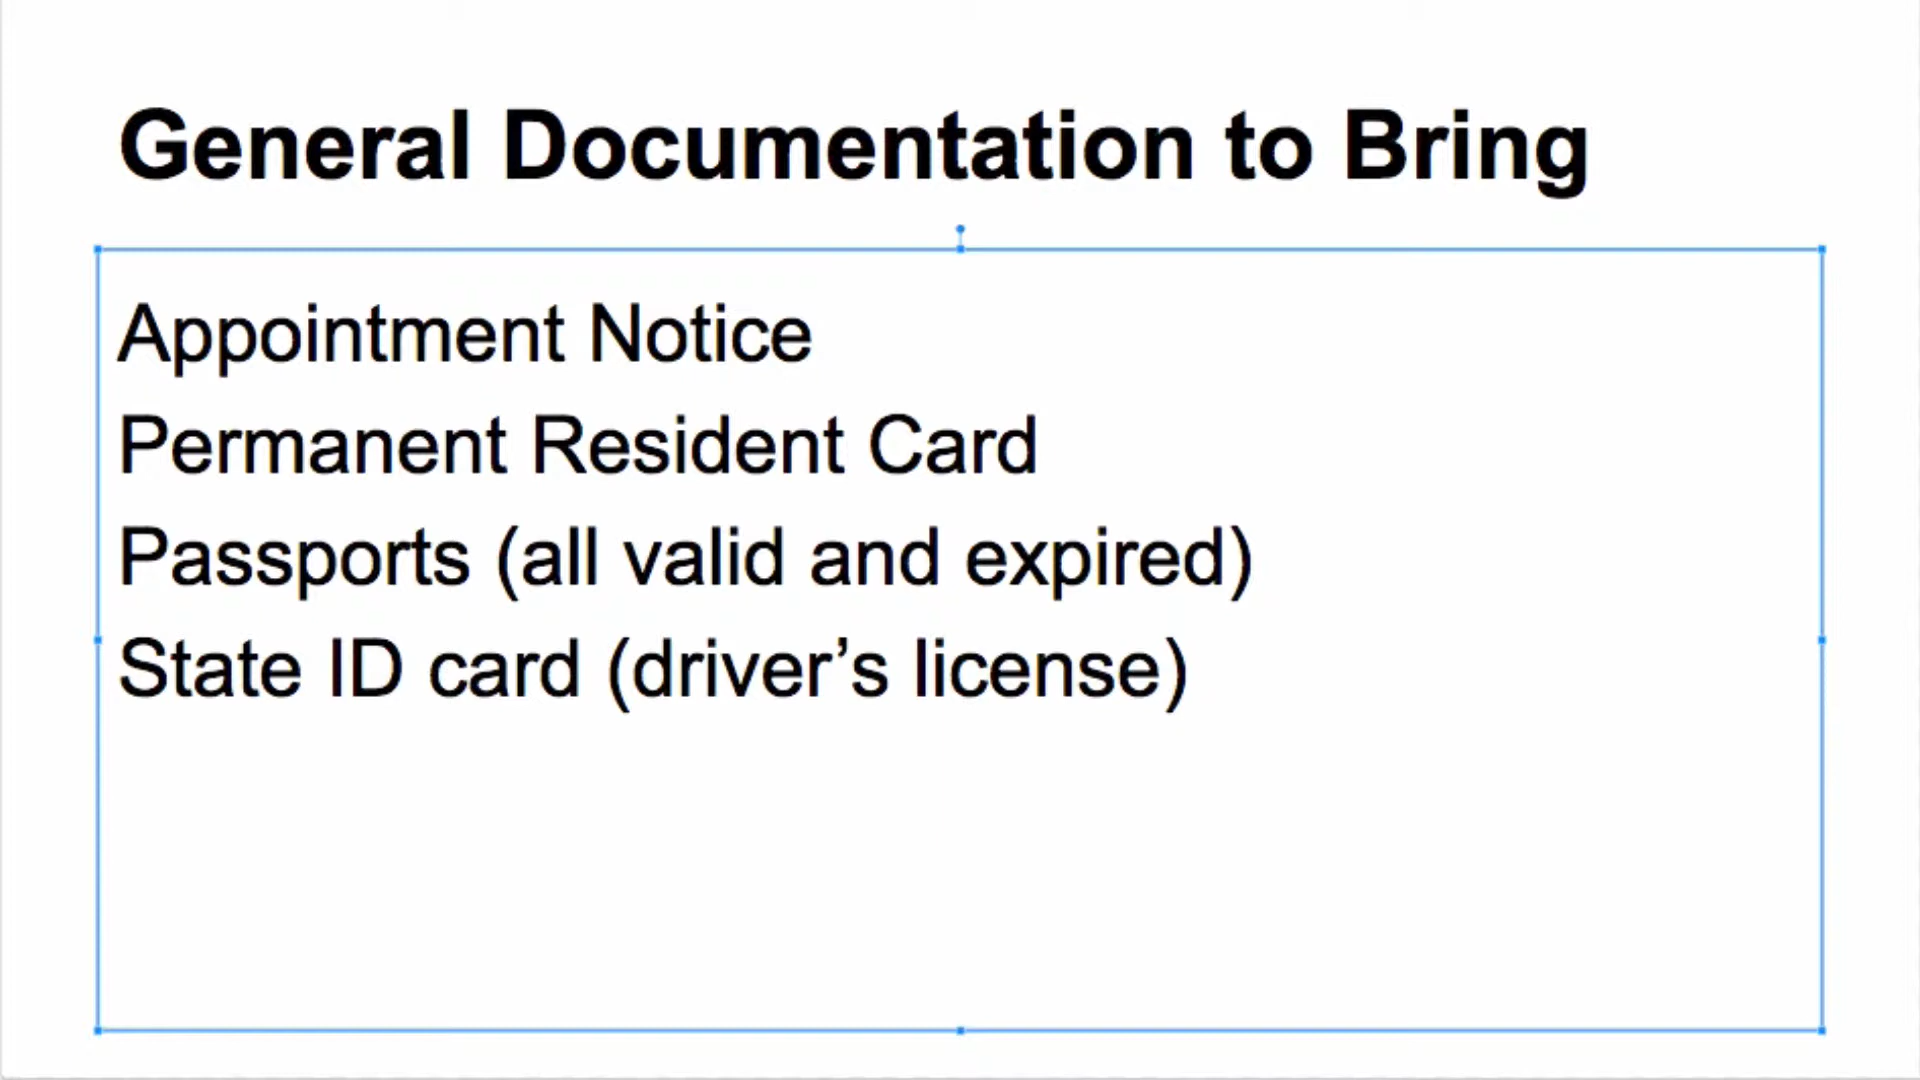 General Documentation to Bring
Appointment Notice
Permanent Resident Card
Passports (all valid and expired)
State ID card (driver’s license)